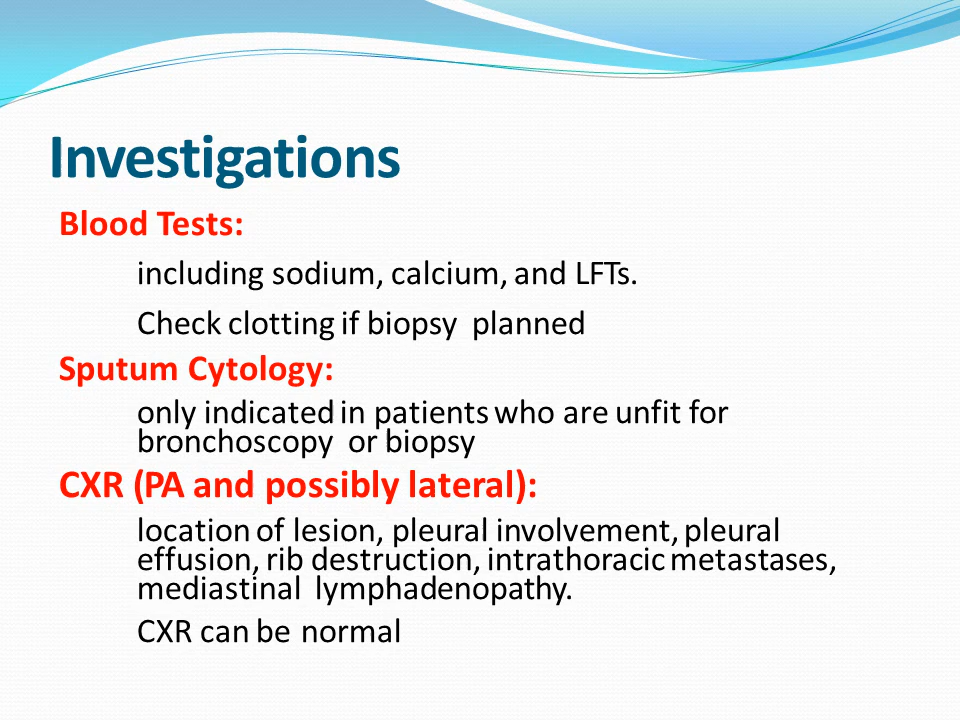 Investigations
Blood Tests:
including sodium, calcium, and LFTs.
Check clotting if biopsy planned
Sputum Cytology:
only indicated in patients who are unfit for
bronchoscopy or biopsy
CXR (PA and possibly lateral):
location of lesion, pleural involvement, pleural
effusion, rib destruction, intrathoracic metastases,
mediastinal lymphadenopathy.
CXR can be normal